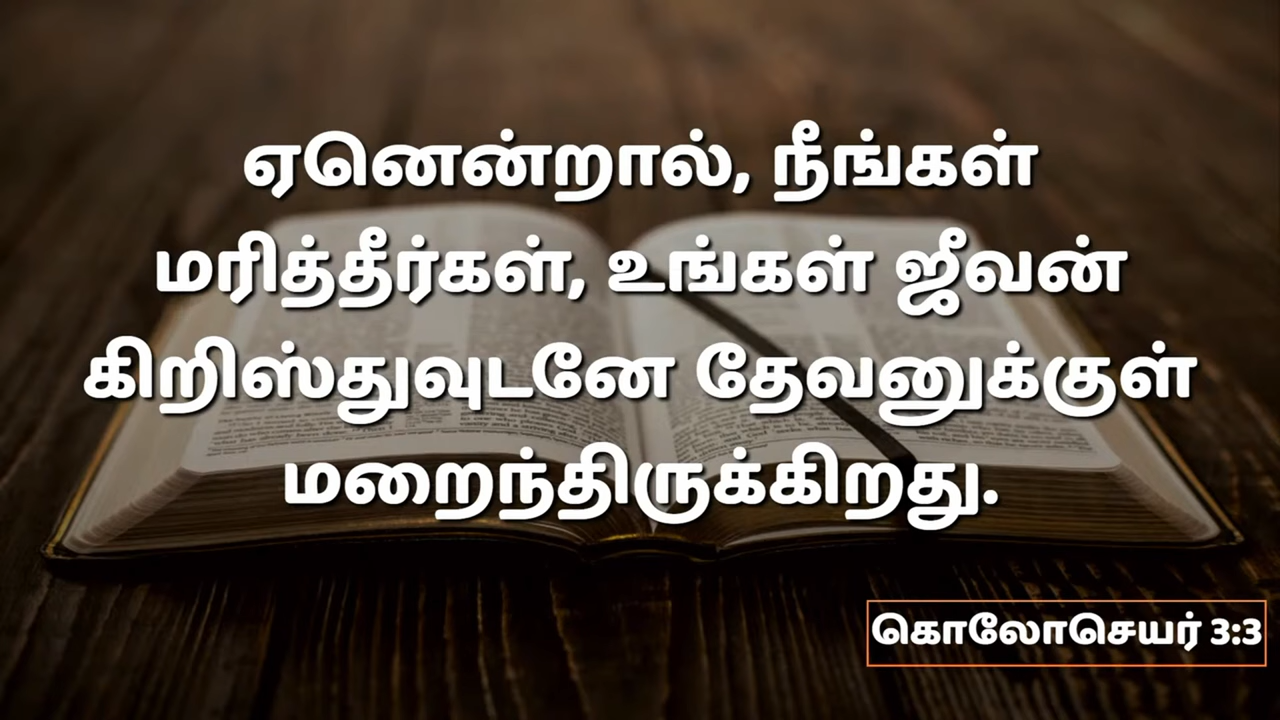 ஏனென்றால், நீங்கள்
மரித்தீர்கள், உங்கள் ஜீவன்
கிறிஸ்துவுடனே தேவனுக்குள்
மறைந்திருக்கிறது.
கொலோசெயர் 3:3